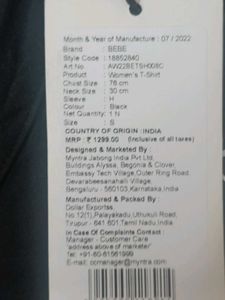 Month & Year of Manufacture : 07 / 2022
Brand : BEBE
Style Code : 18852840
Art No. : AW22BETSH008C
Product : Women's T-Shirt
Chest Size : 76 cm
Neck Size : 30 cm
Sleeve : H
Colour : Black
Net Quantity : 1 N
Size : S
COUNTRY OF ORIGIN : INDIA
MRP : ₹ 1299.00 (Inclusive of all taxes)
Designed & Marketed By :
Myntra Jabong India Pvt Ltd.
Buildings Alyssa, Begonia & Clover,
Embassy Tech Village, Outer Ring Road
Devarabeesanahalli Village,
Bengaluru - 560103, Karnataka, India
Manufactured & Packed By :
Dollar Exportss.
No.12(1), Palayakadu, Uthukuli Road,
Tirupur - 641 601, Tamil Nadu, India
In Case Of Complaints Contact :
Manager - Customer Care
"address above of marketer"
Tel: +91-80-61561999
E-mail: ccmanager@myntra.com